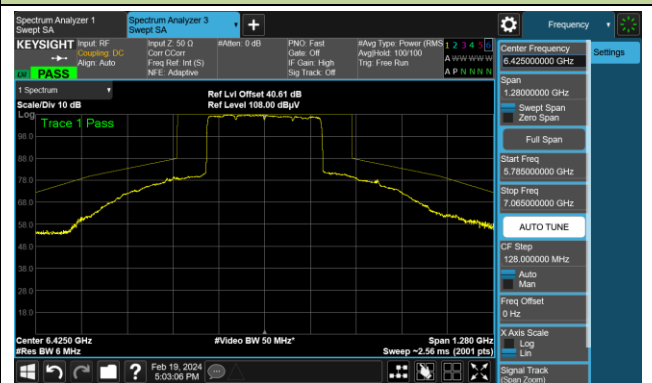 Spectrum Analyzer 1
Swept SA
Spectrum Analyzer 3
Swept SA
+
Frequency
KEYSIGHT
Input: RF
Coupling: DC
Align: Auto
Input Z: 50 Ω
Corr CCorr
Freq Ref: Int (S)
NFE: Adaptive
#Atten: 0 dB
PNO: Fast
Gate: Off
IF Gain: High
Sig Track: Off
#Avg Type: Power (RMS
Avg|Hold: 100/100
Trig: Free Run
1 2 3 4 5 6
A W W W W W
A P N N N N
PASS
1 Spectrum
Scale/Div 10 dB
Ref Lvl Offset 40.61 dB
Ref Level 108.00 dBµV
Log
Trace 1 Pass
98.0
88.0
78.0
68.0
58.0
48.0
38.0
28.0
18.0
Center 6.4250 GHz
#Video BW 50 MHz*
Span 1.280 GHz
#Res BW 6 MHz
Sweep ~2.56 ms (2001 pts)
Feb 19, 2024
5:03:06 PM
Center Frequency
6.425000000 GHz
Settings
Span
1.28000000 GHz
Swept Span
Zero Span
Full Span
Start Freq
5.785000000 GHz
Stop Freq
7.065000000 GHz
AUTO TUNE
CF Step
128.000000 MHz
Auto
Man
Freq Offset
0 Hz
X Axis Scale
Log
Lin
Signal Track
(Span Zoom)